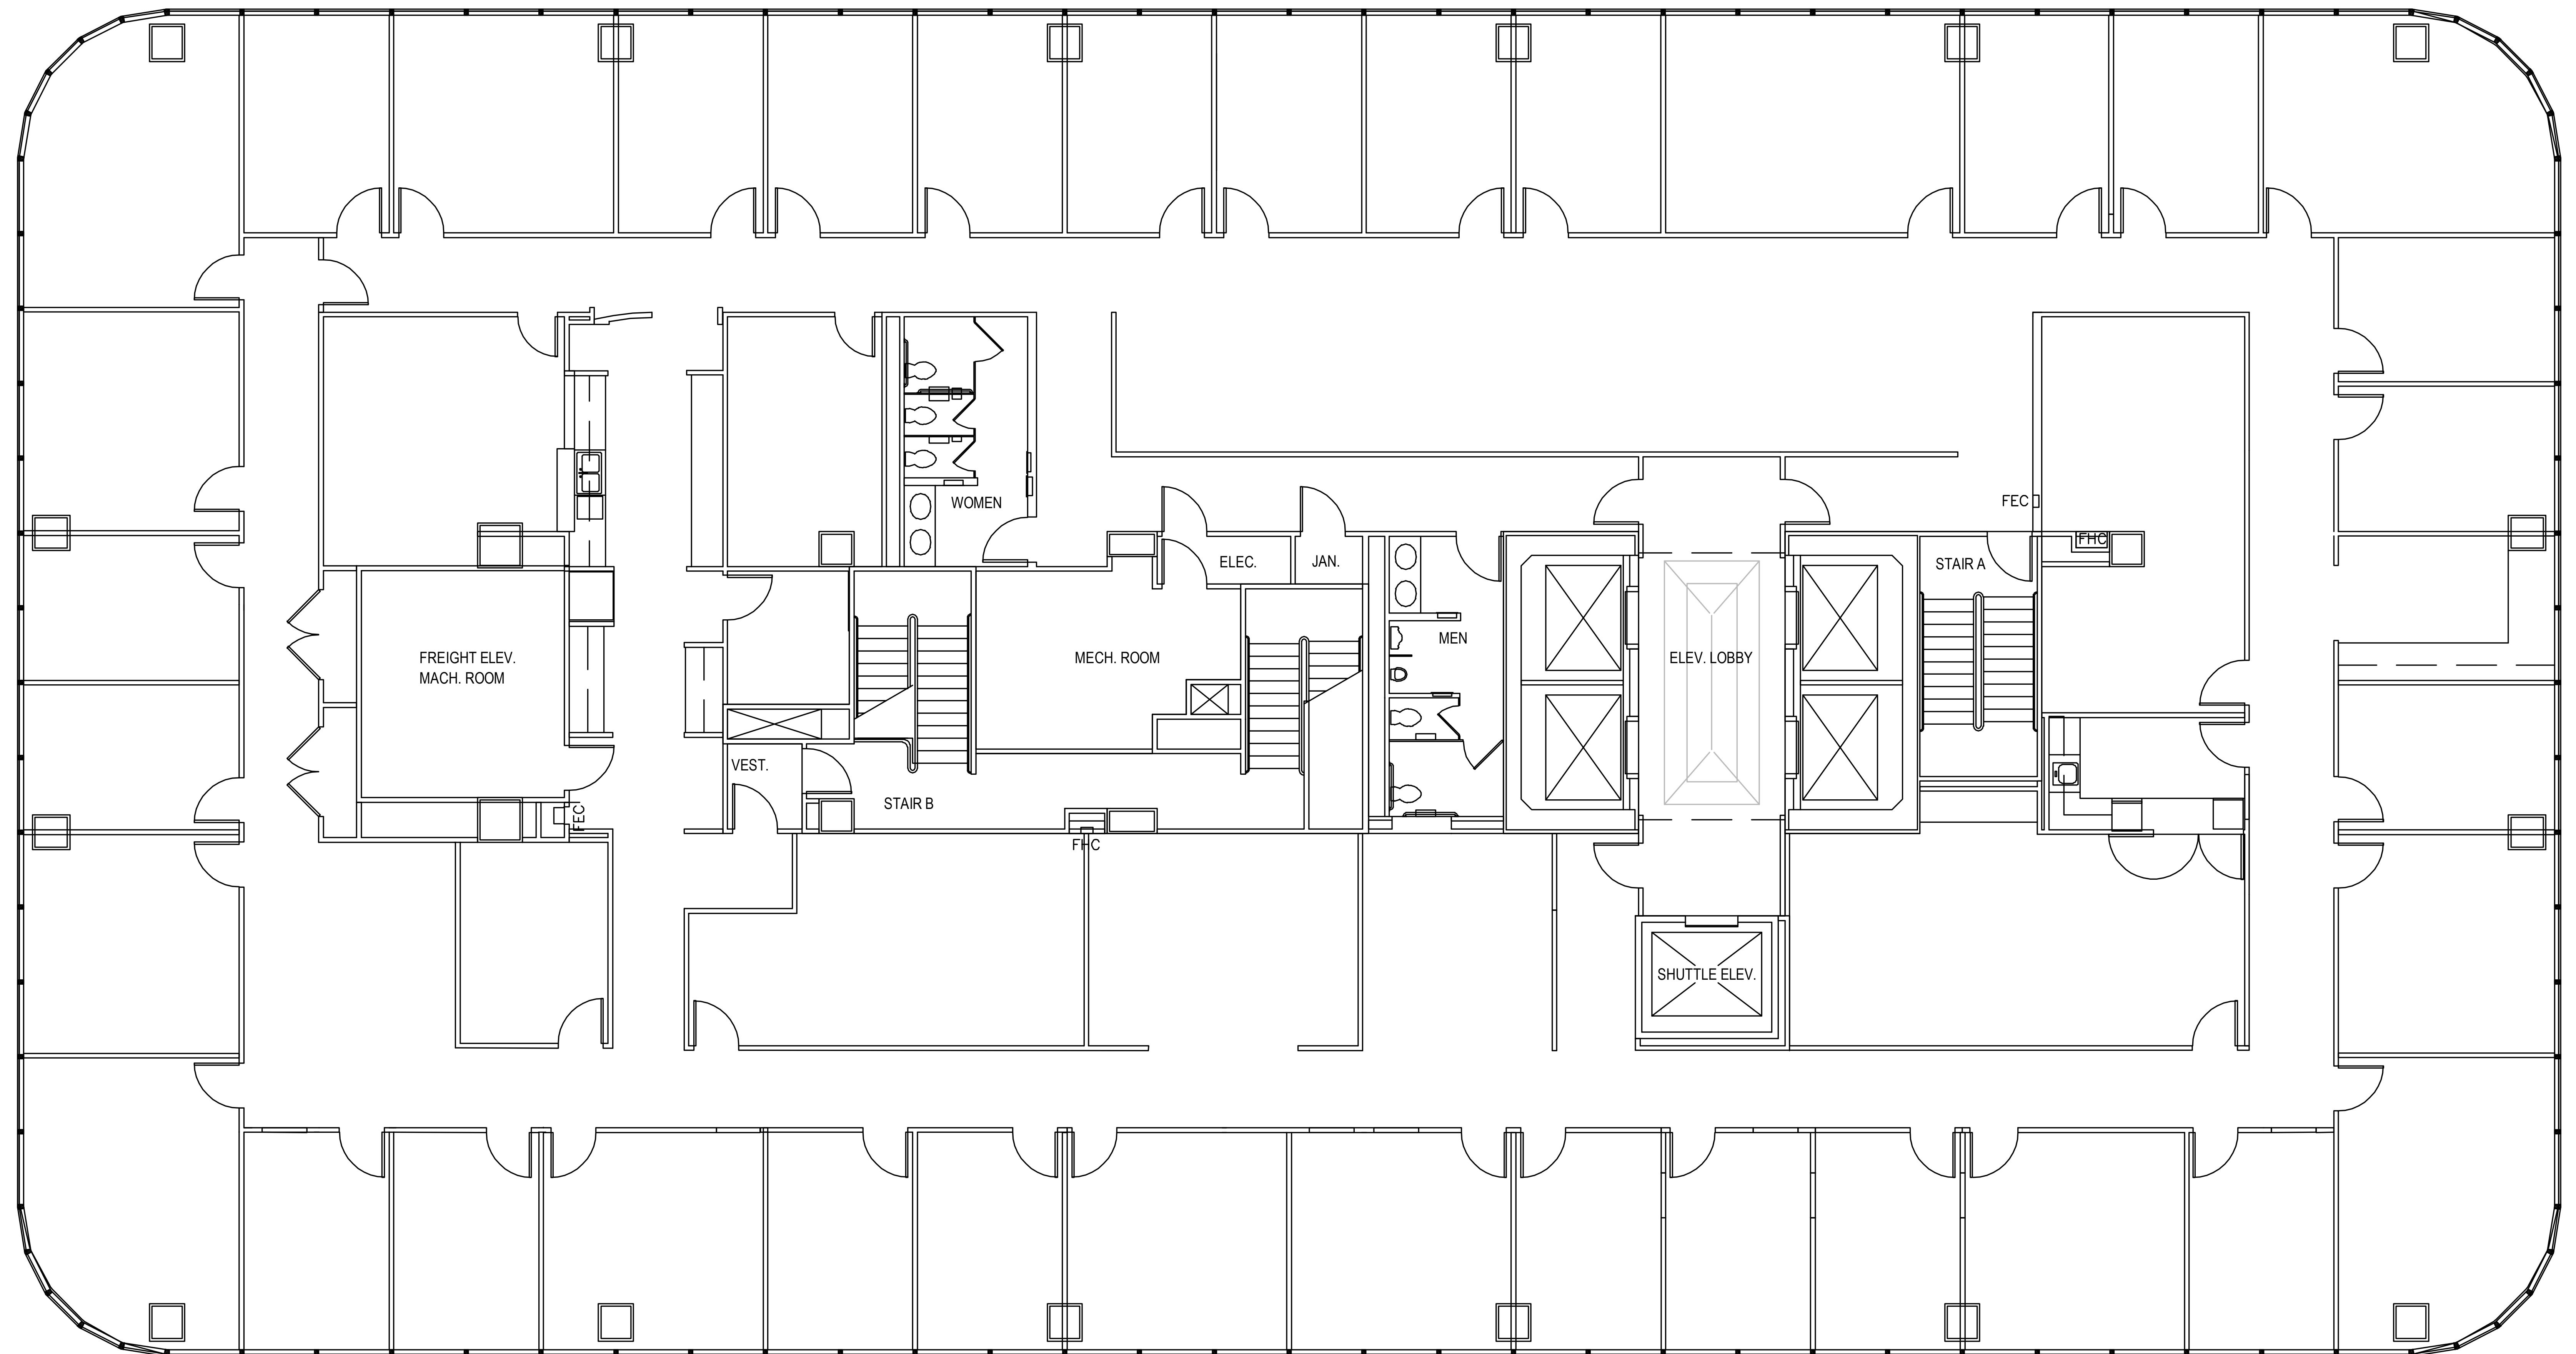 WOMEN
FEC
ELEC.
JAN.
STAIR A
FHC
MEN
FREIGHT ELEV.
MACH. ROOM
MECH. ROOM
ELEV. LOBBY
VEST.
STAIR B
FEC
FHC
SHUTTLE ELEV.